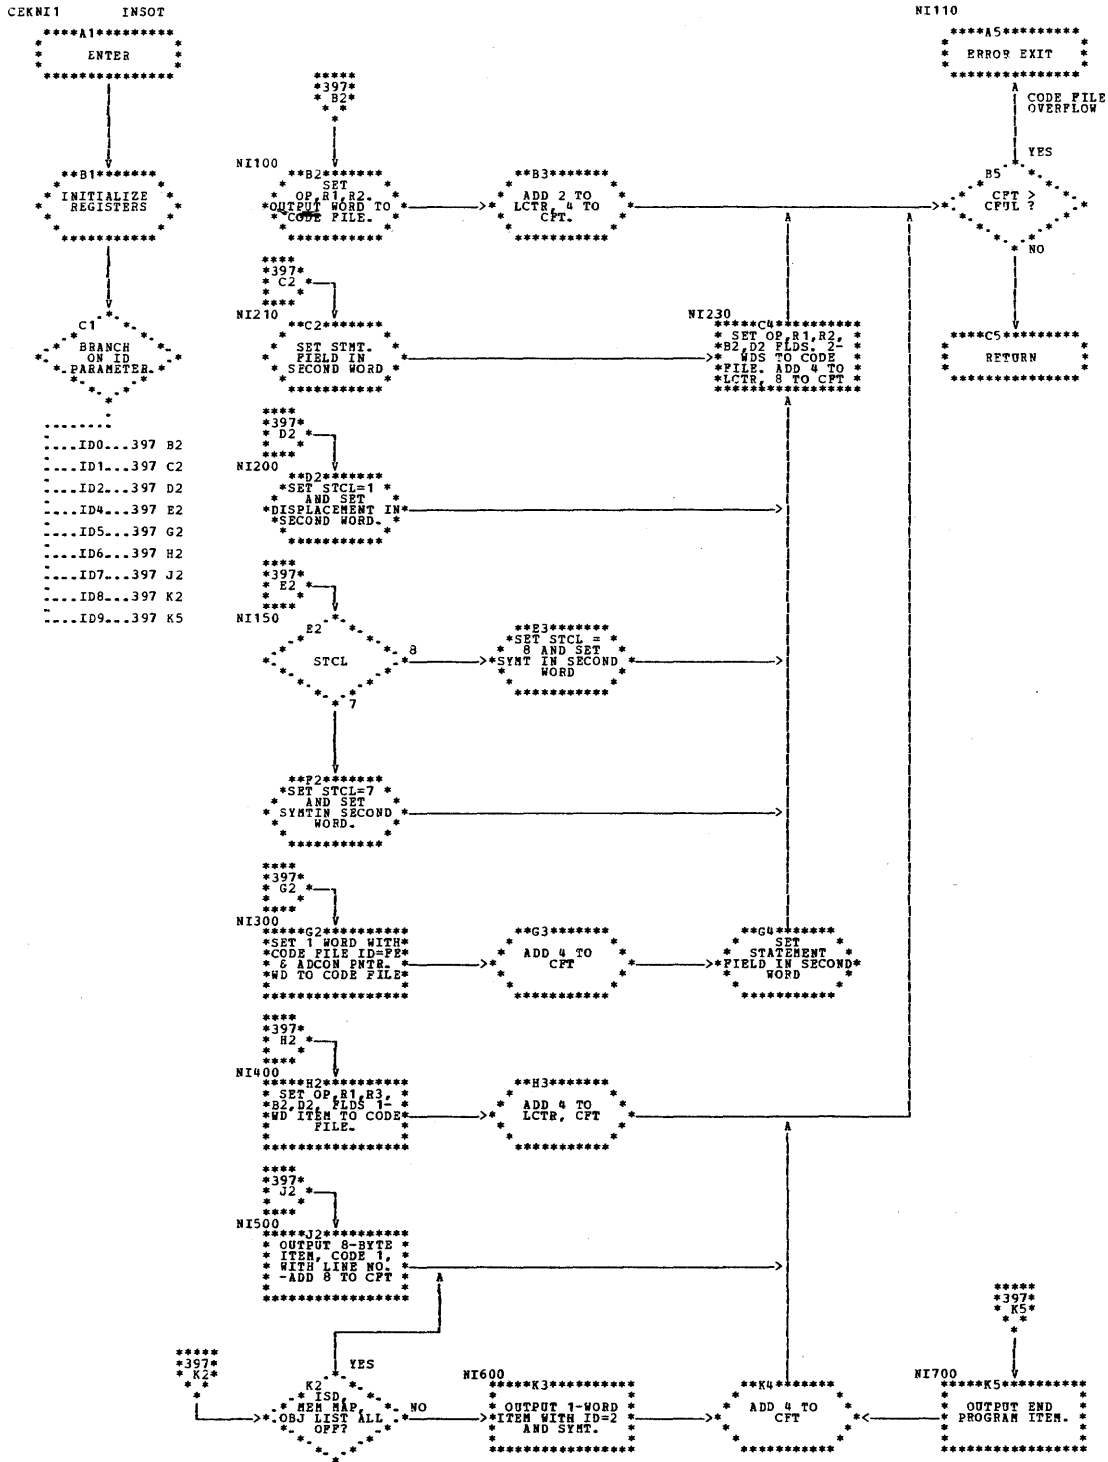 CEKNI1 INSOT
NI110
A1
ENTER
A5
ERROR EXIT
397
B2
CODE FILE
OVERFLOW
YES
B1
INITIALIZE
REGISTERS
NI100
B2
SET
OP,R1,R2.
OUTPUT WORD TO
CODE FILE.
B3
ADD 2 TO
LCTR, 4 TO
CFT.
B5
CFT >
CFUL ?
NO
397
C2
C1
BRANCH
ON ID
PARAMETER
NI210
C2
SET STMT.
FIELD IN
SECOND WORD
NI230
C4
SET OP,R1,R2,
B2,D2 FLDS. 2-
WDS TO CODE
FILE. ADD 4 TO
LCTR, 8 TO CFT
C5
RETURN
....ID0...397 B2
....ID1...397 C2
....ID2...397 D2
....ID4...397 E2
....ID5...397 G2
....ID6...397 H2
....ID7...397 J2
....ID8...397 K2
....ID9...397 K5
397
D2
NI200
D2
SET STCL=1
AND SET
DISPLACEMENT IN
SECOND WORD.
397
E2
NI150
E2
STCL
8
7
E3
SET STCL =
8 AND SET
SYMT IN SECOND
WORD
F2
SET STCL=7
AND SET
SYMTIN SECOND
WORD.
397
G2
NI300
G2
SET 1 WORD WITH
CODE FILE ID=FE
& ADCON PNTR.
WD TO CODE FILE
G3
ADD 4 TO
CFT
G4
SET
STATEMENT
FIELD IN SECOND
WORD
397
H2
NI400
H2
SET OP,R1,R3,
B2,D2, FLDS 1-
WD ITEM TO CODE
FILE.
H3
ADD 4 TO
LCTR, CFT
397
J2
NI500
J2
OUTPUT 8-BYTE
ITEM, CODE 1,
WITH LINE NO.
-ADD 8 TO CFT
397
K5
397
K2
YES
K2
ISD,
MEM MAP,
OBJ LIST ALL
OFF?
NO
NI600
K3
OUTPUT 1-WORD
ITEM WITH ID=2
AND SYMT.
K4
ADD 4 TO
CFT
NI700
K5
OUTPUT END
PROGRAM ITEM.